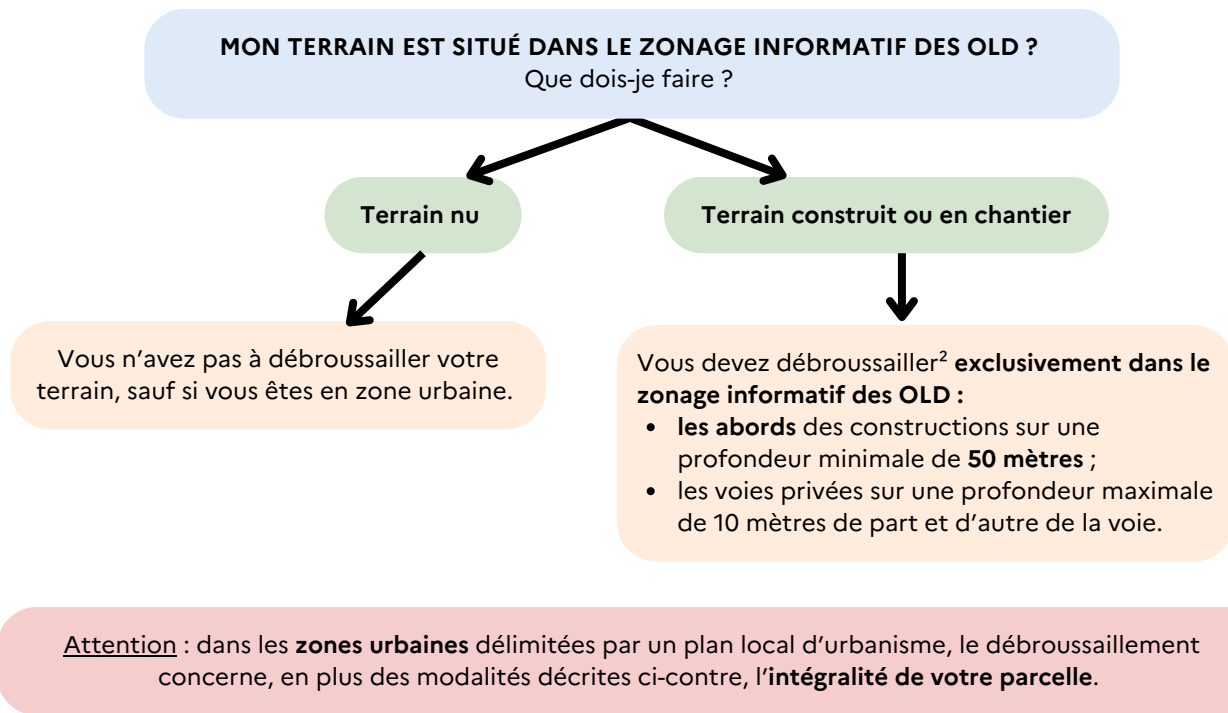 MON TERRAIN EST SITUÉ DANS LE ZONAGE INFORMATIF DES OLD ?
Que dois-je faire ?
Terrain nu
Terrain construit ou en chantier
Vous n’avez pas à débroussailler votre
terrain, sauf si vous êtes en zone urbaine.
Vous devez débroussailler² exclusivement dans le
zonage informatif des OLD :
• les abords des constructions sur une
profondeur minimale de 50 mètres ;
• les voies privées sur une profondeur maximale
de 10 mètres de part et d’autre de la voie.
Attention : dans les zones urbaines délimitées par un plan local d’urbanisme, le débroussaillement
concerne, en plus des modalités décrites ci-contre, l’intégralité de votre parcelle.